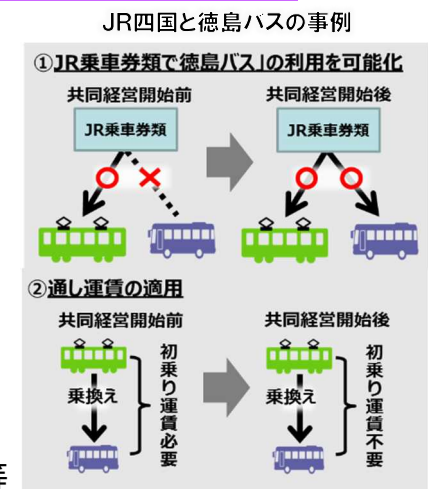 JR四国と徳島バスの事例
①JR乗車券類で徳島バス」の利用を可能化
共同経営開始前
共同経営開始後
JR乗車券類
JR乗車券類
②通し運賃の適用
共同経営開始前
共同経営開始後
乗換え
初乗り運賃必要
乗換え
初乗り運賃不要